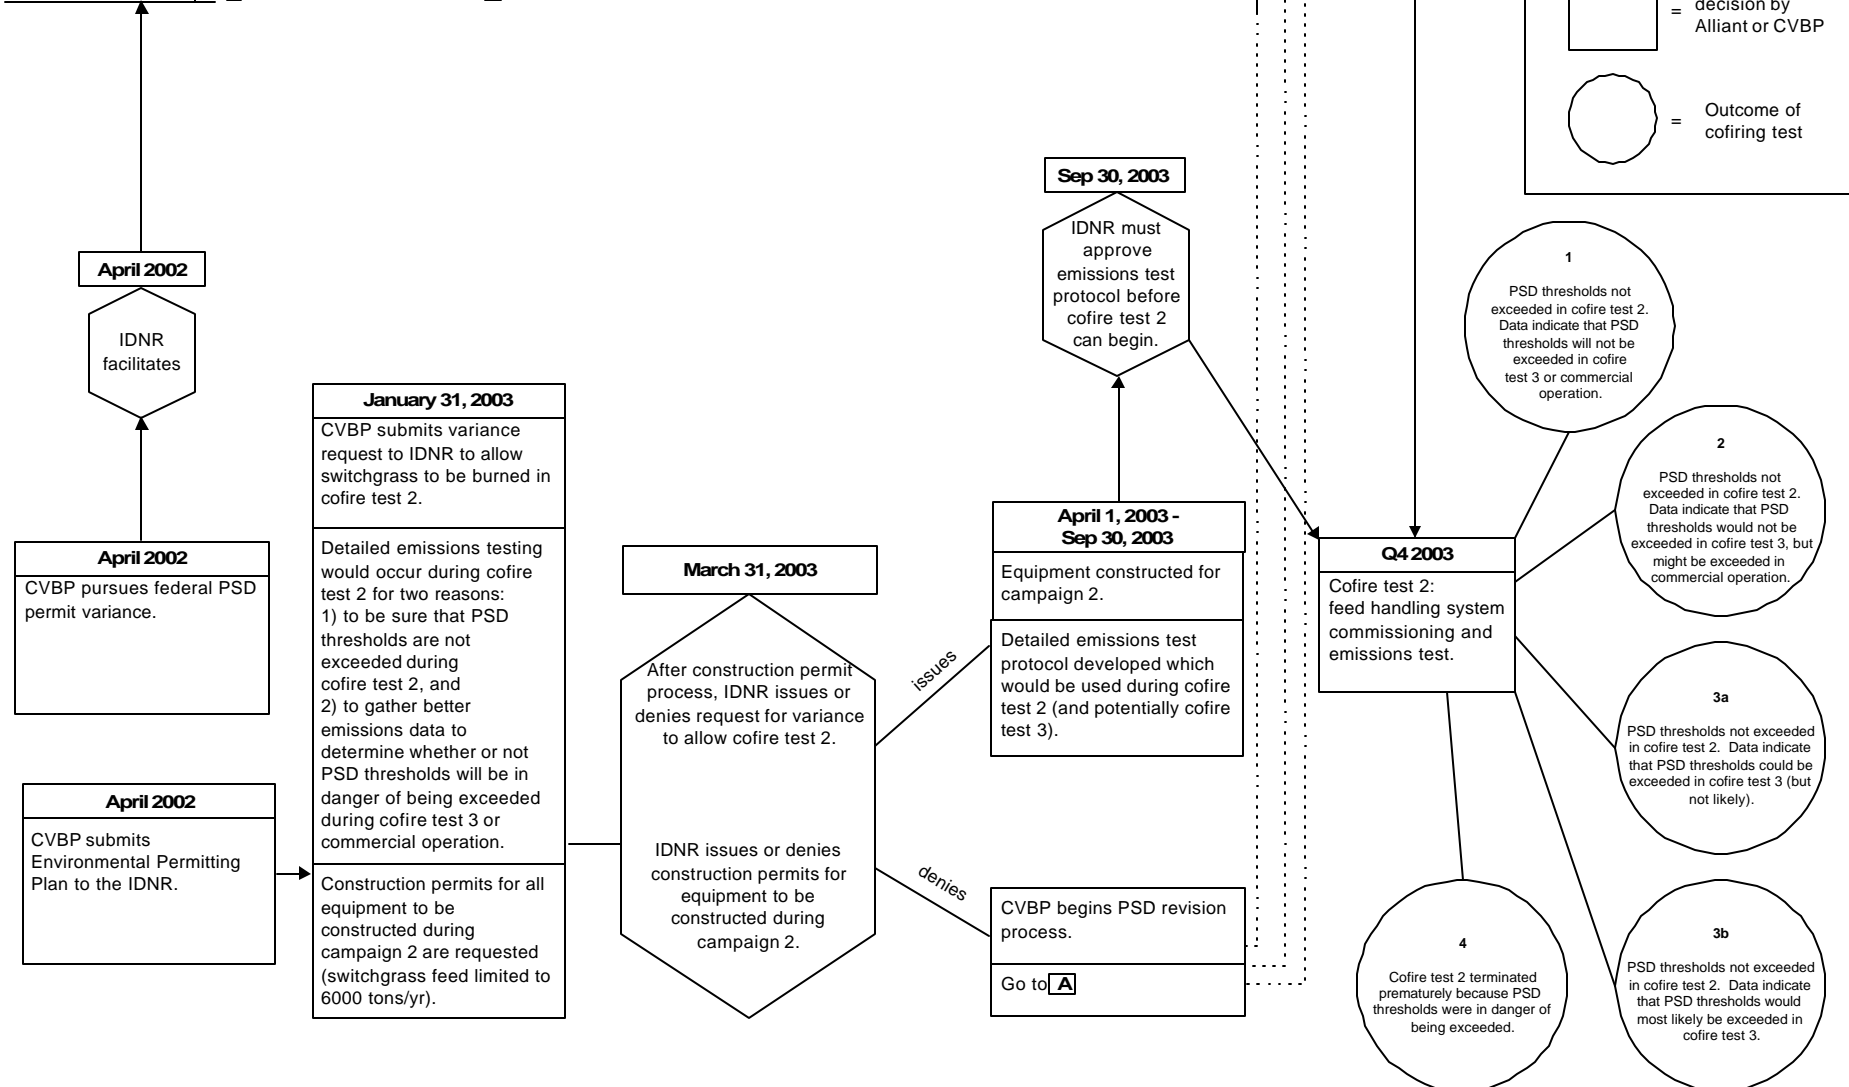 decision by
=
Alliant or CVBP
=
Outcome of
cofiring test
April 2002
IDNR
facilitates
April 2002
CVBP pursues federal PSD
permit variance.
April 2002
CVBP submits
Environmental Permitting
Plan to the IDNR.
January 31, 2003
CVBP submits variance
request to IDNR to allow
switchgrass to be burned in
cofire test 2.
Detailed emissions testing
would occur during cofire
test 2 for two reasons:
1) to be sure that PSD
thresholds are not
exceeded during
cofire test 2, and
2) to gather better
emissions data to
determine whether or not
PSD thresholds will be in
danger of being exceeded
during cofire test 3 or
commercial operation.
Construction permits for all
equipment to be
constructed during
campaign 2 are requested
(switchgrass feed limited to
6000 tons/yr).
March 31, 2003
After construction permit
process, IDNR issues or
denies request for variance
to allow cofire test 2.
IDNR issues or denies
construction permits for
equipment to be
constructed during
campaign 2.
issues
denies
Sep 30, 2003
IDNR must
approve
emissions test
protocol before
cofire test 2
can begin.
April 1, 2003 -
Sep 30, 2003
Equipment constructed for
campaign 2.
Detailed emissions test
protocol developed which
would be used during cofire
test 2 (and potentially cofire
test 3).
CVBP begins PSD revision
process.
Go to A
Q4 2003
Cofire test 2:
feed handling system
commissioning and
emissions test.
1
PSD thresholds not
exceeded in cofire test 2.
Data indicate that PSD
thresholds will not be
exceeded in cofire
test 3 or commercial
operation.
2
PSD thresholds not
exceeded in cofire test 2.
Data indicate that PSD
thresholds would not be
exceeded in cofire test 3, but
might be exceeded in
commercial operation.
3a
PSD thresholds not exceeded
in cofire test 2. Data indicate
that PSD thresholds could be
exceeded in cofire test 3 (but
not likely).
3b
PSD thresholds not exceeded
in cofire test 2. Data indicate
that PSD thresholds would
most likely be exceeded in
cofire test 3.
4
Cofire test 2 terminated
prematurely because PSD
thresholds were in danger of
being exceeded.